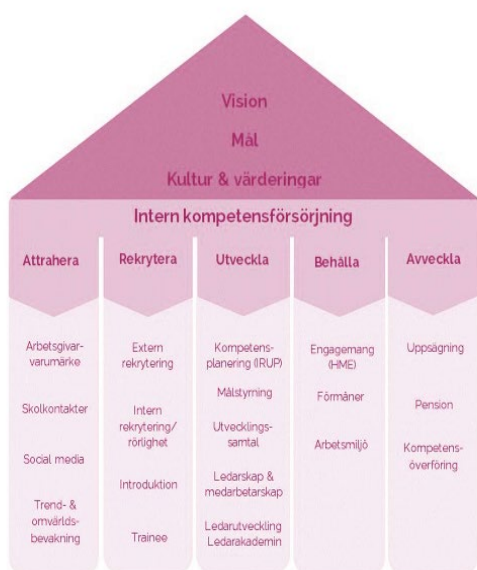 Vision
Mål
Kultur & värderingar
Intern kompetensförsörjning
Attrahera
Arbetsgivar-
varumärke
Skolkontakter
Social media
Trend- &
omvärlds-
bevakning
Rekrytera
Extern
rekrytering
Intern
rekrytering/
rörlighet
Introduktion
Trainee
Utveckla
Kompetens-
planering (IRUP)
Målstyrning
Utvecklings-
samtal
Ledarskap &
medarbetarskap
Ledarutveckling
Ledarakademin
Behålla
Engagemang
(HME)
Förmåner
Arbetsmiljö
Avveckla
Uppsägning
Pension
Kompetens-
överföring